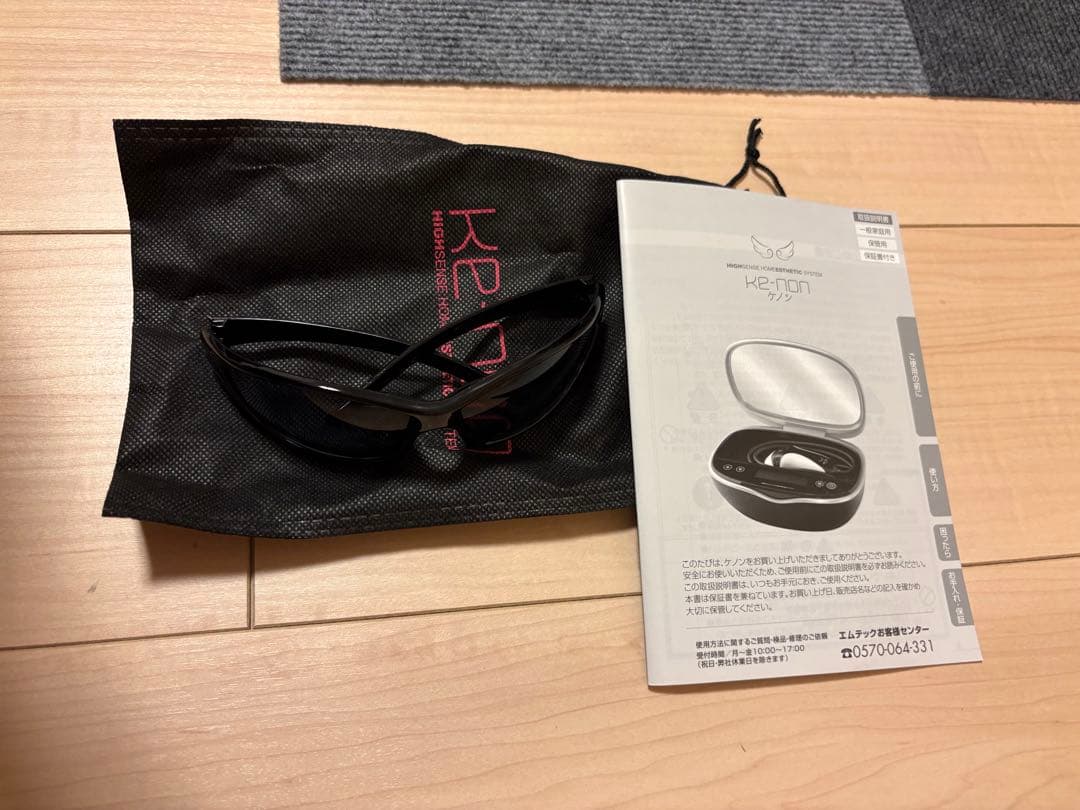 Ke-non
HIGHSENSE HOME
取扱説明書
一般家庭用
保管用
保証書付き
HIGHSENSE HOME ESTHETIC SYSTEM
Ke-non
ケノン
ご使用の前に
使い方
困ったら
お手入れ・保証
このたびは、ケノンをお買い上げいただきましてありがとうございます。
安全にお使いいただくため、ご使用前にこの取扱説明書を必ずお読みください。
この取扱説明書は、いつもお手元におき、ご使用ください。
本書は保証書を兼ねています。お買い上げ日、販売店名などの記入を確かめ
大切に保管してください。
使用方法に関するご質問・検品・修理のご依頼
受付時間/月～金10:00～17:00
(祝日・弊社休業日を除きます)
エムテックお客様センター
☎0570-064-331